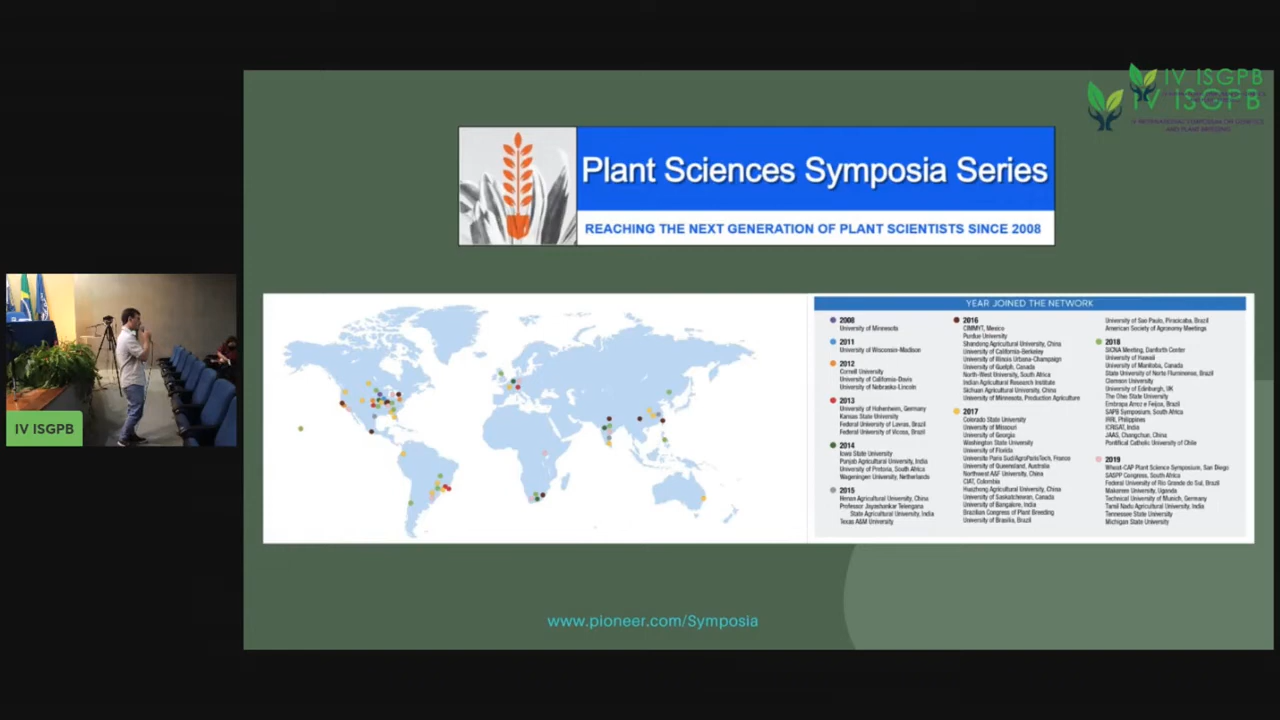 IV ISGPB
IV ISGPB
Plant Sciences Symposia Series
REACHING THE NEXT GENERATION OF PLANT SCIENTISTS SINCE 2008
YEAR JOINED THE NETWORK
2008
University of Minnesota
2011
University of Wisconsin-Madison
2012
Cornell University
University of California-Davis
University of Nebraska-Lincoln
2013
University of Hohenheim, Germany
Kansas State University
Federal University of Lavras, Brazil
Federal University of Vicosa, Brazil
2014
Iowa State University
Punjab Agricultural University, India
University of Pretoria, South Africa
Wageningen University, Netherlands
2015
Henan Agricultural University, China
Professor Jayashankar Telangana
State Agricultural University, India
Texas A&M University
2016
CIMMYT, Mexico
Purdue University
Shandong Agricultural University, China
University of California-Berkeley
University of Illinois Urbana-Champaign
University of Guelph, Canada
North-West University, South Africa
Indian Agricultural Research Institute
Sichuan Agricultural University, China
University of Minnesota, Production Agriculture
2017
Colorado State University
University of Missouri
University of Georgia
Washington State University
University of Florida
Universite Paris Sud/AgroParisTech, France
University of Queensland, Australia
Northwest A&F University, China
CIAT, Colombia
Huazhong Agricultural University, China
University of Saskatchewan, Canada
University of Bangalore, India
Brazilian Congress of Plant Breeding
University of Brasilia, Brazil
University of Sao Paulo, Piracicaba, Brazil
American Society of Agronomy Meetings
2018
SICNA Meeting, Danforth Center
University of Hawaii
University of Manitoba, Canada
State University of Norte Fluminense, Brazil
Clemson University
University of Edinburgh, UK
The Ohio State University
Embrapa Arroz e Feijoa, Brazil
SAPB Symposium, South Africa
IRRI, Philippines
ICRISAT, India
JAAS, Changchun, China
Pontifical Catholic University of Chile
2019
Wheat-CAP Plant Science Symposium, San Diego
SASPP Congress, South Africa
Federal University of Rio Grande do Sul, Brazil
Makerere University, Uganda
Technical University of Munich, Germany
Tamil Nadu Agricultural University, India
Tennessee State University
Michigan State University
IV ISGPB
www.pioneer.com/Symposia